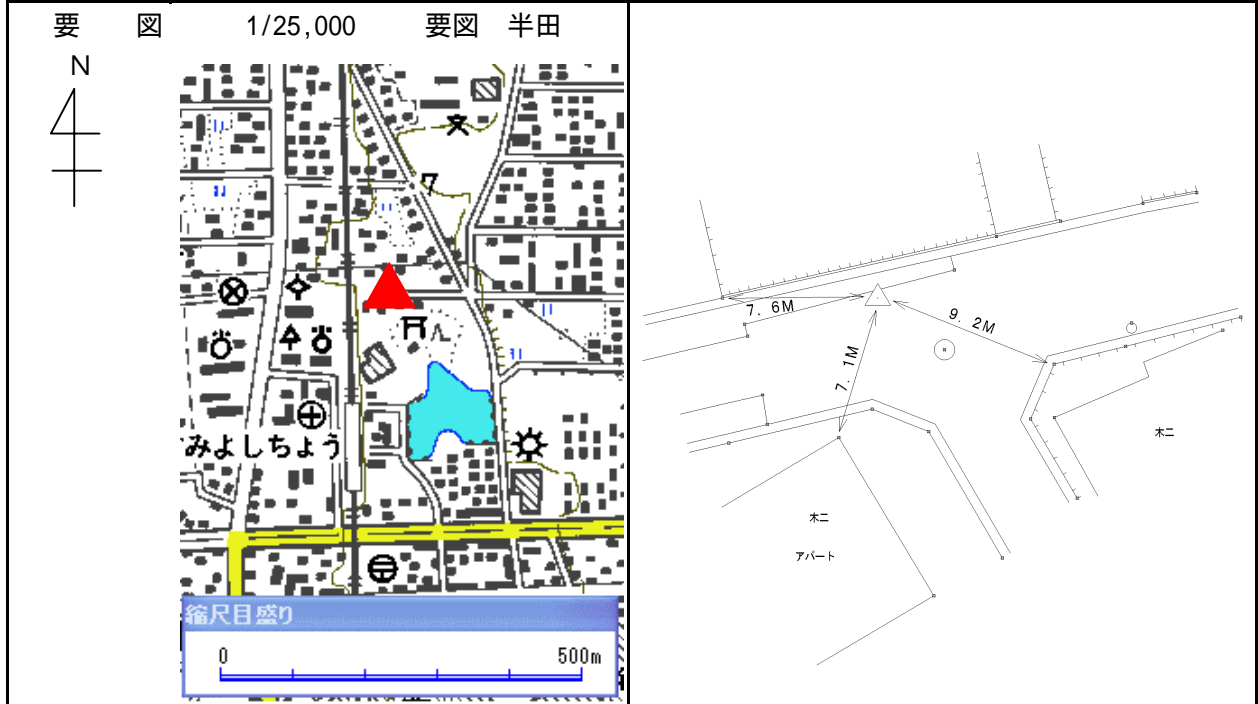 要 図 1/25,000 要図 半田
N
みよしちょう
縮尺目盛り
0 500m
7.6M
9.2M
7.1M
木二
木二
アパート